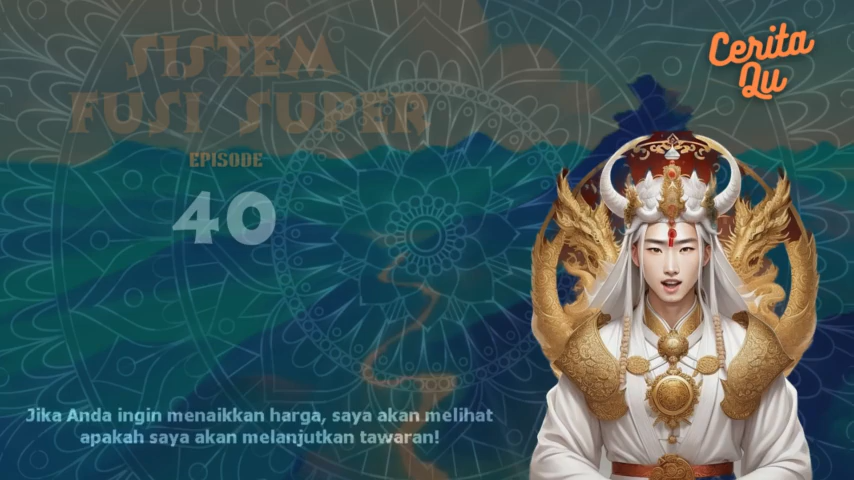 SISTEM
FUSI SUPER
EPISODE
40
Cerita
Qu
Jika Anda ingin menaikkan harga, saya akan melihat
apakah saya akan melanjutkan tawaran!